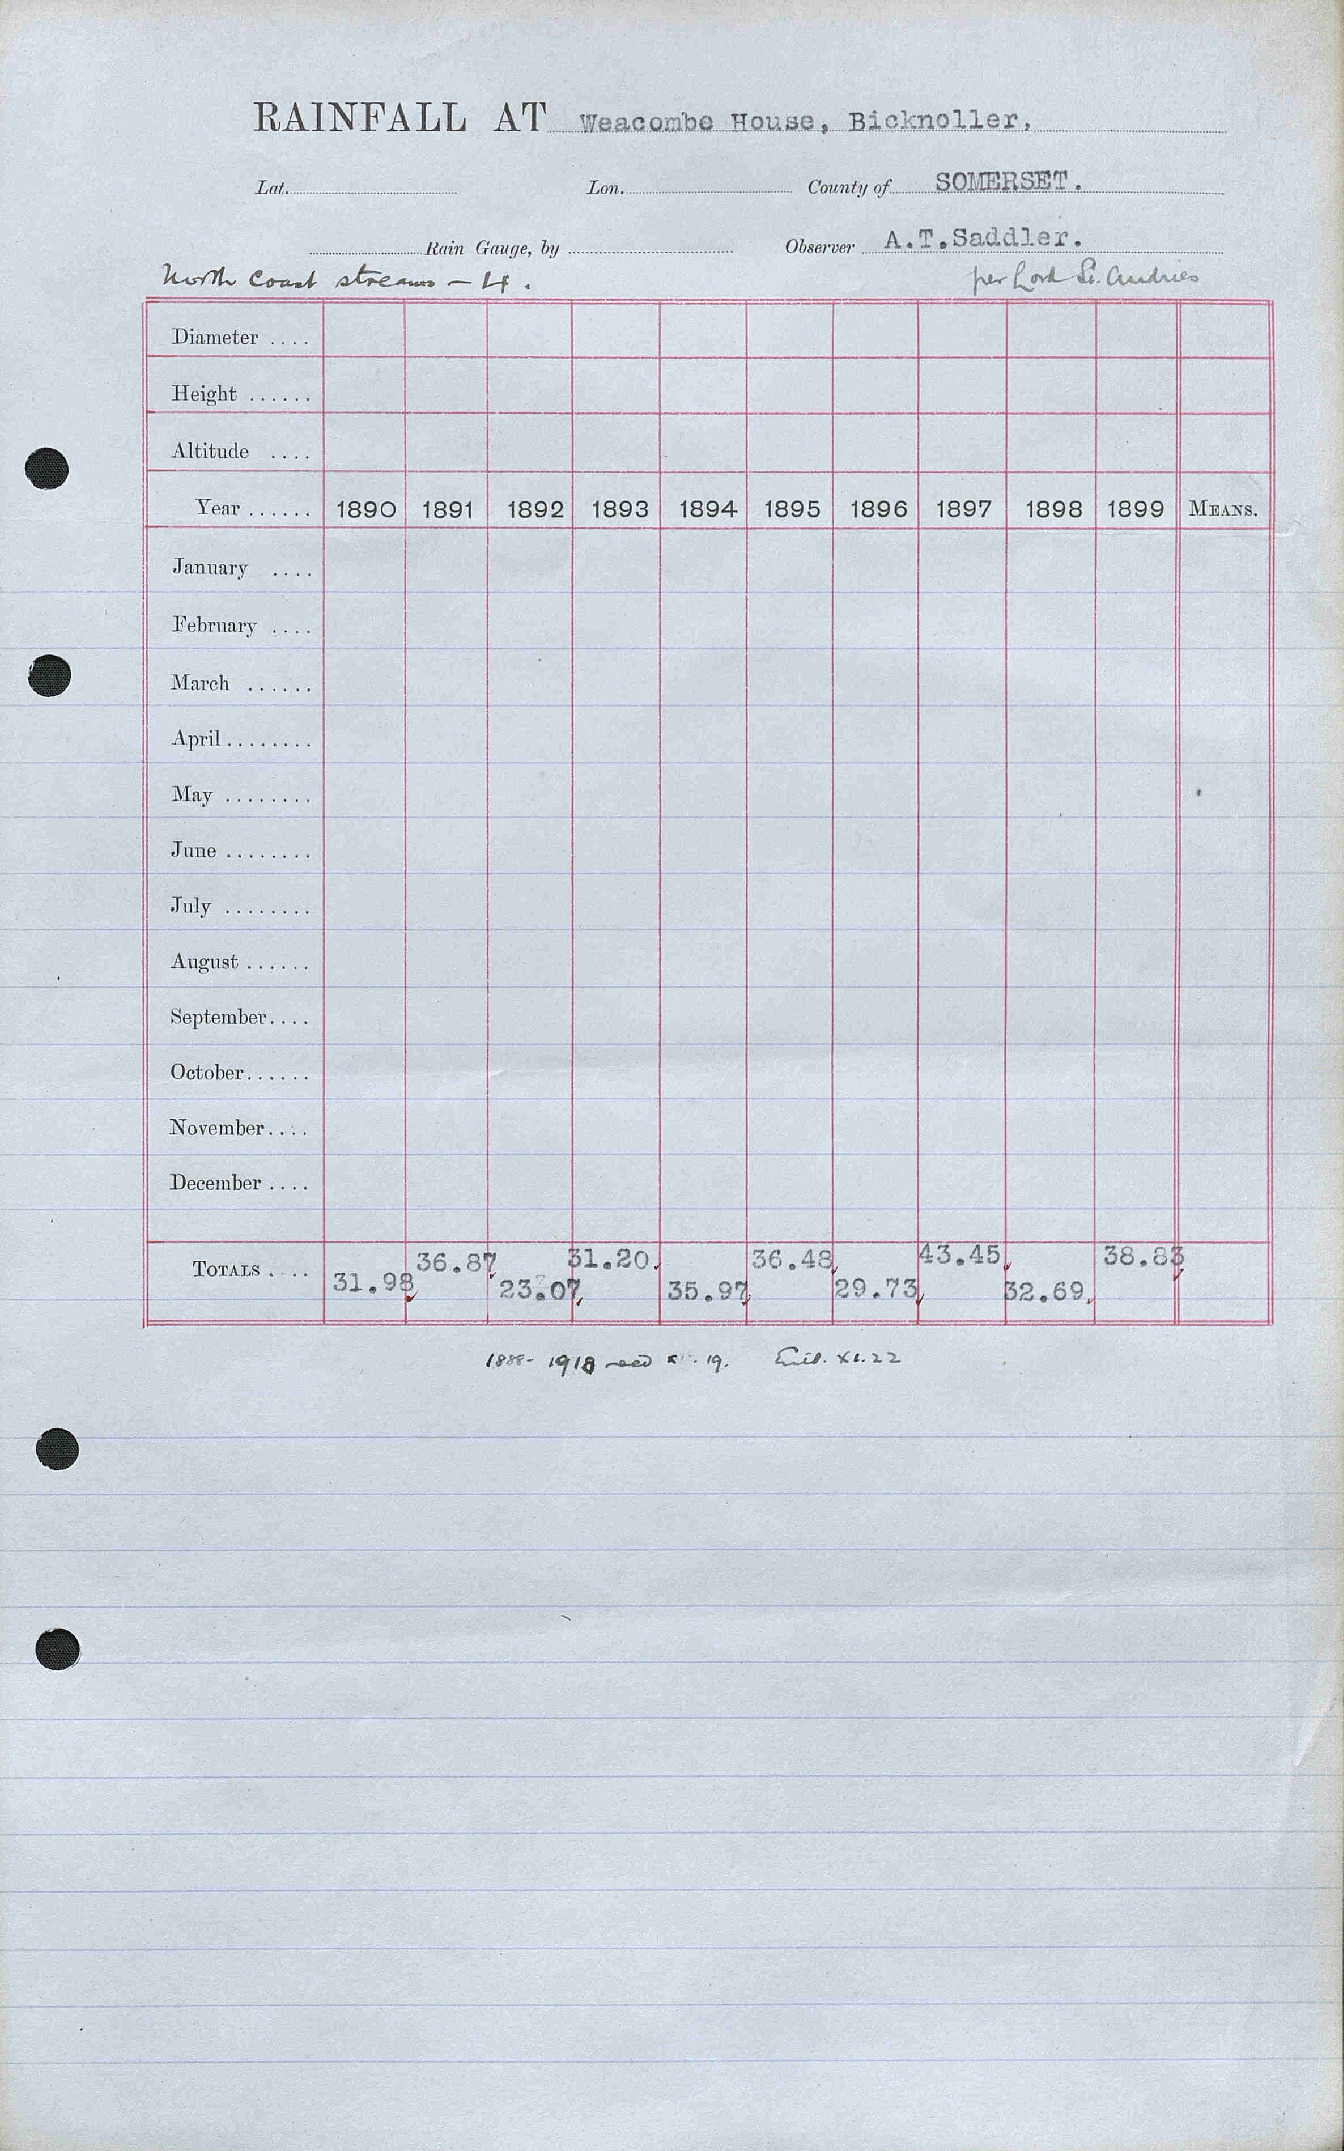 RAINFALL AT Weacombe House, Bicknoller,
Lat. Lon. County of SOMERSET.
Rain Gauge, by Observer A.T.Saddler.
North Coast streams - 4. per Lord St. Audries
Diameter ....
Height ......
Altitude ....
Year ...... 1890 1891 1892 1893 1894 1895 1896 1897 1898 1899 MEANS.
January ....
February ....
March ......
April ........
May ........
June ........
July ........
August ......
September....
October......
November....
December ....
TOTALS .... 31.98 36.87 23.07 31.20 35.97 36.48 29.73 43.45 32.69 38.83
1888- 1918 19. XI.22